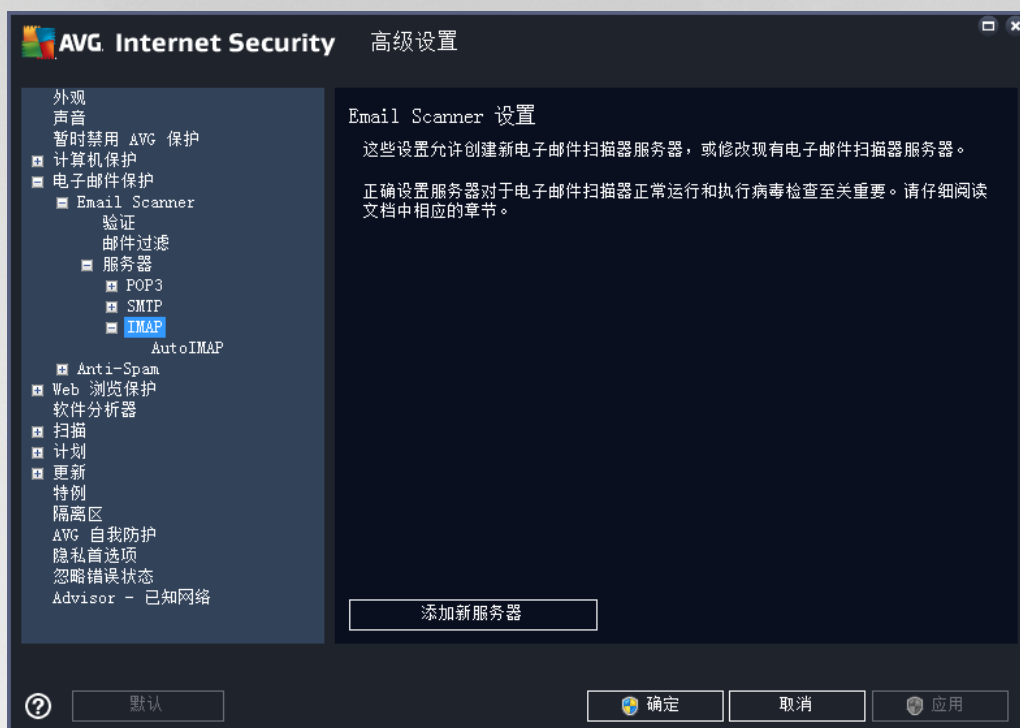 AVG. Internet Security 高级设置
外观
声音
暂时禁用 AVG 保护
计算机保护
电子邮件保护
Email Scanner
验证
邮件过滤
服务器
POP3
SMTP
IMAP
AutoIMAP
Anti-Spam
Web 浏览保护
软件分析器
扫描
计划
更新
特例
隔离区
AVG 自我防护
隐私首选项
忽略错误状态
Advisor - 已知网络
Email Scanner 设置
这些设置允许创建新电子邮件扫描器服务器，或修改现有电子邮件扫描器服务器。
正确设置服务器对于电子邮件扫描器正常运行和执行病毒检查至关重要。请仔细阅读
文档中相应的章节。
添加新服务器
?
默认
确定
取消
应用